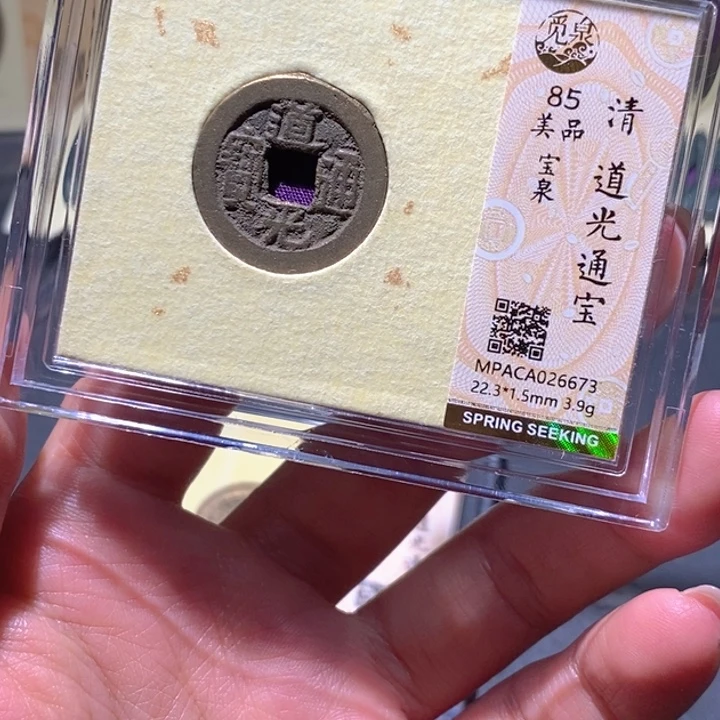 道光通寳
觅泉
清 道光通宝
85
美品
宝泉
MPACA026673
22.3*1.5mm 3.9g
SPRING SEEKING